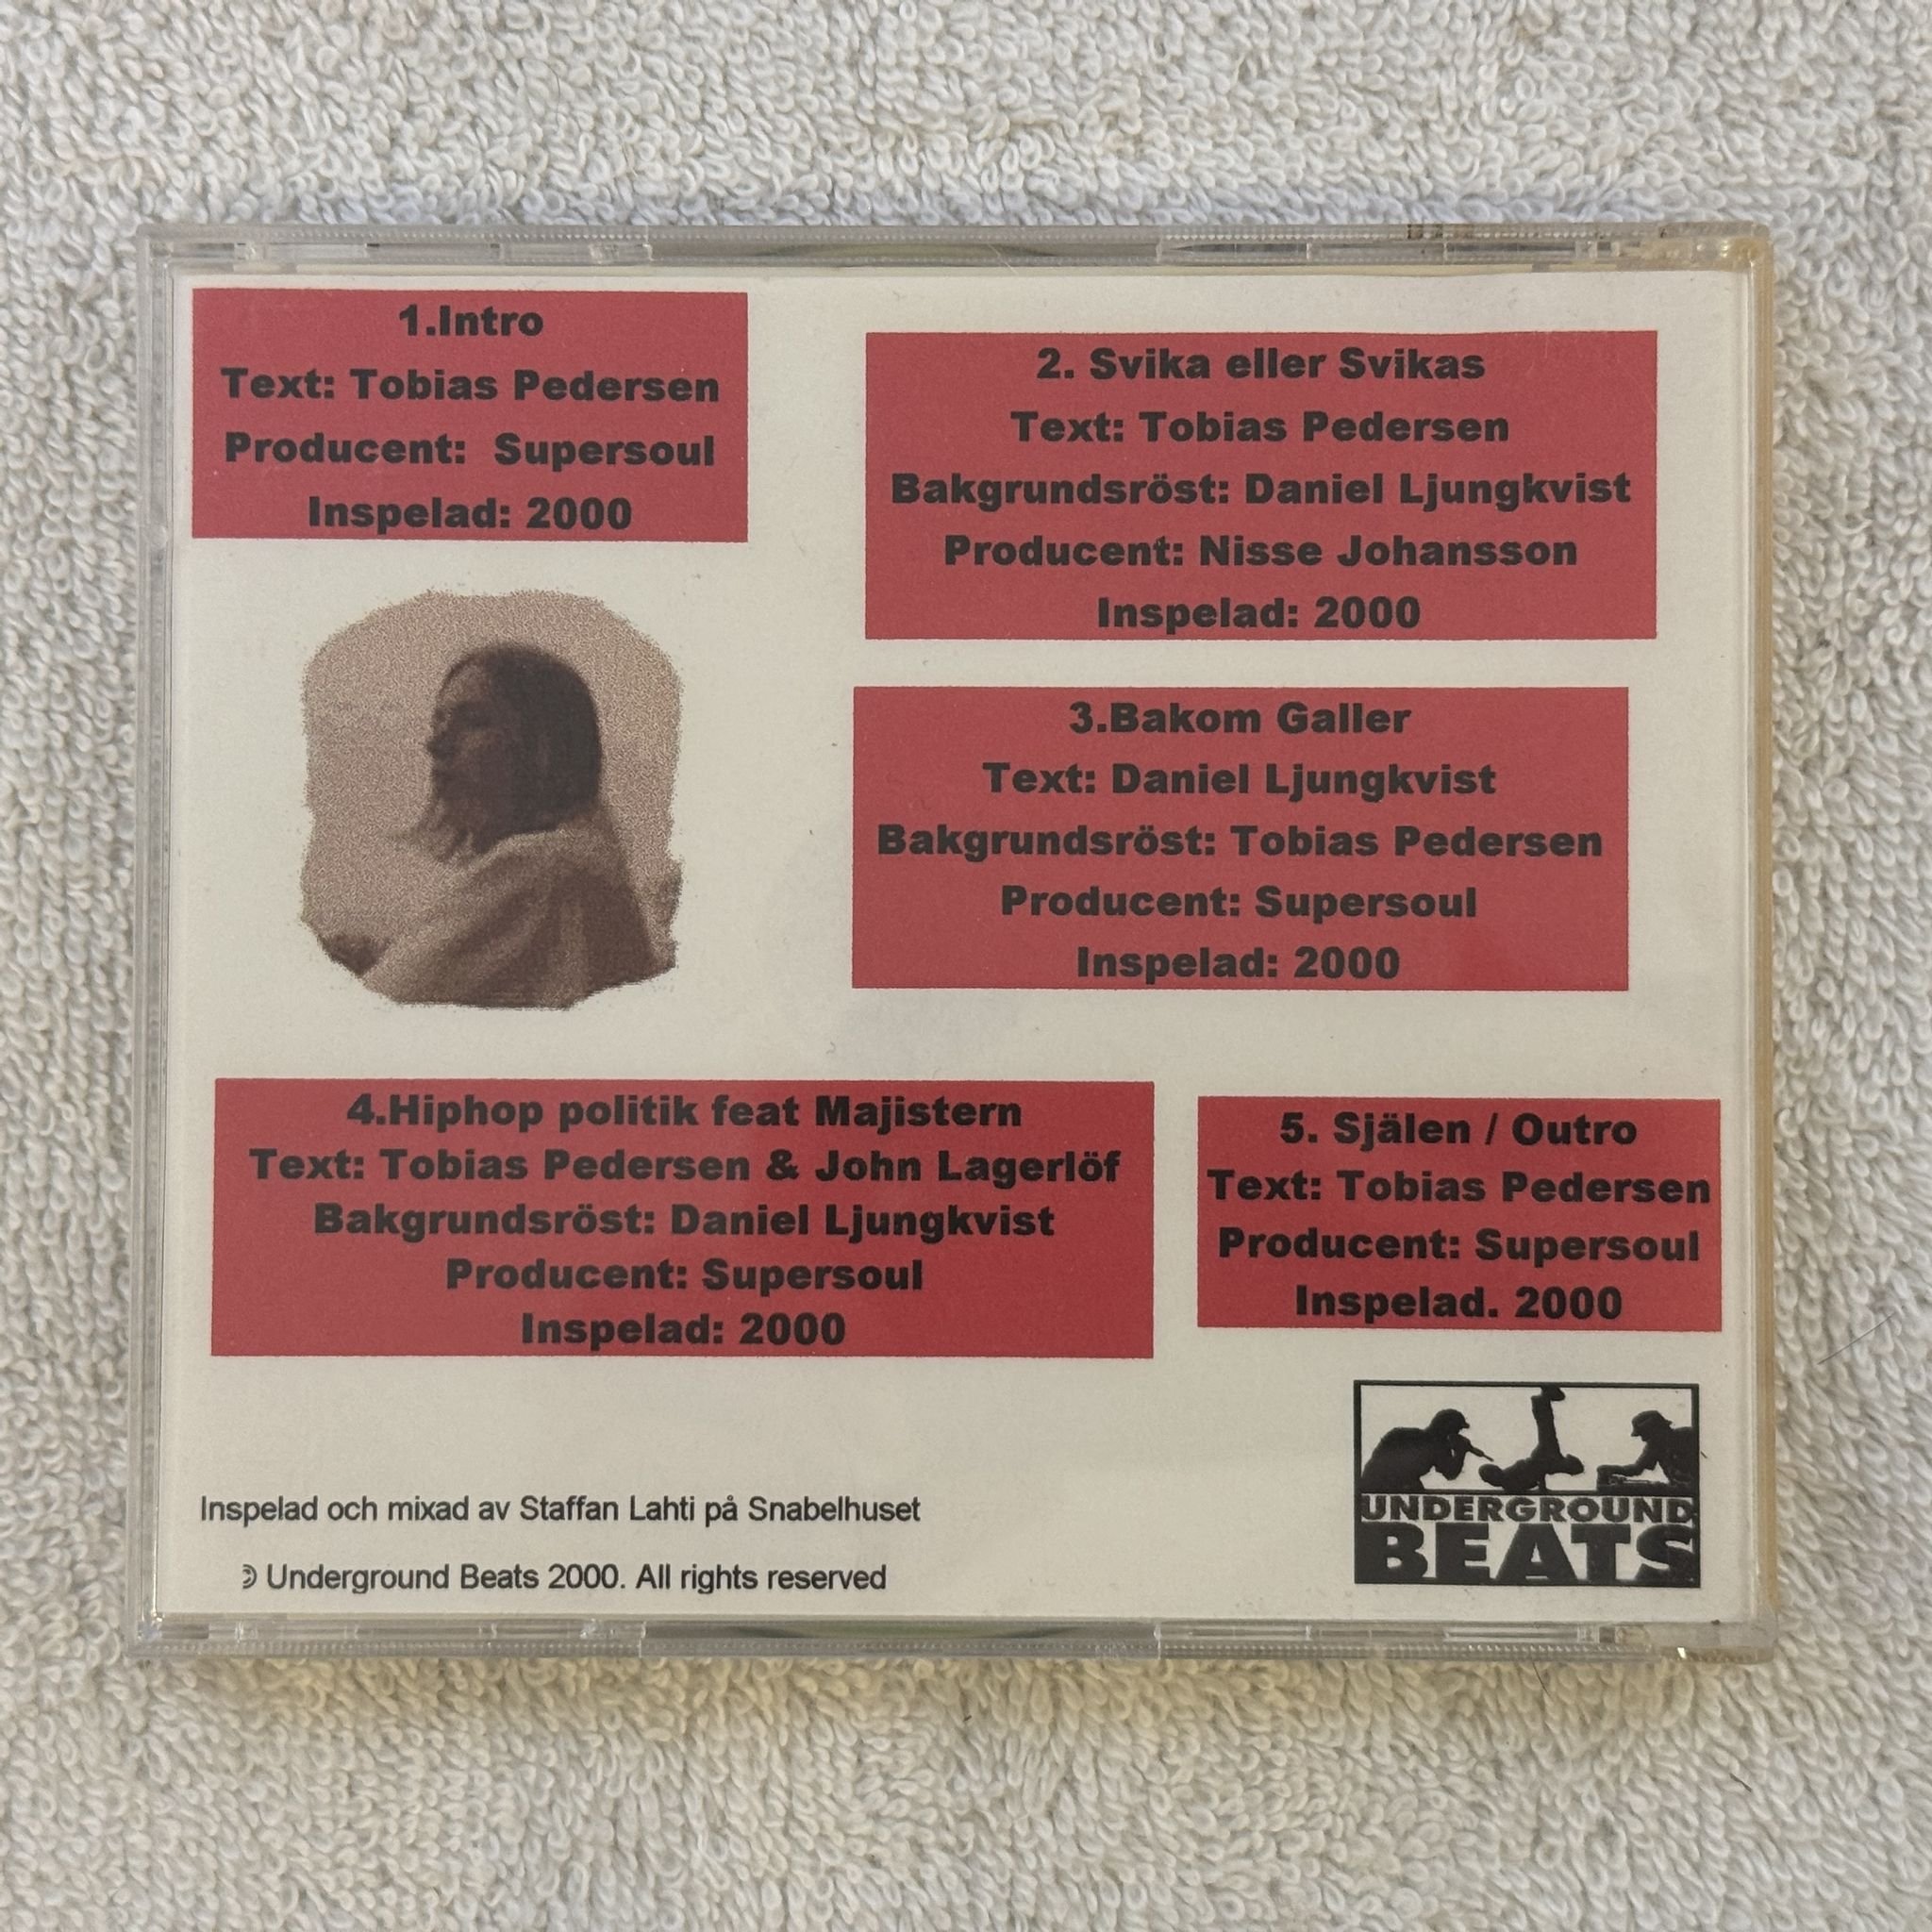 1.Intro
Text: Tobias Pedersen
Producent:  Supersoul
Inspelad: 2000
2. Svika eller Svikas
Text: Tobias Pedersen
Bakgrundsröst: Daniel Ljungkvist
Producent: Nisse Johansson
Inspelad: 2000
3.Bakom Galler
Text: Daniel Ljungkvist
Bakgrundsröst: Tobias Pedersen
Producent: Supersoul
Inspelad: 2000
4.Hiphop politik feat Majistern
Text: Tobias Pedersen & John Lagerlöf
Bakgrundsröst: Daniel Ljungkvist
Producent: Supersoul
Inspelad: 2000
5. Själen / Outro
Text: Tobias Pedersen
Producent: Supersoul
Inspelad. 2000
Inspelad och mixad av Staffan Lahti på Snabelhuset
© Underground Beats 2000. All rights reserved
UNDERGROUND
BEATS